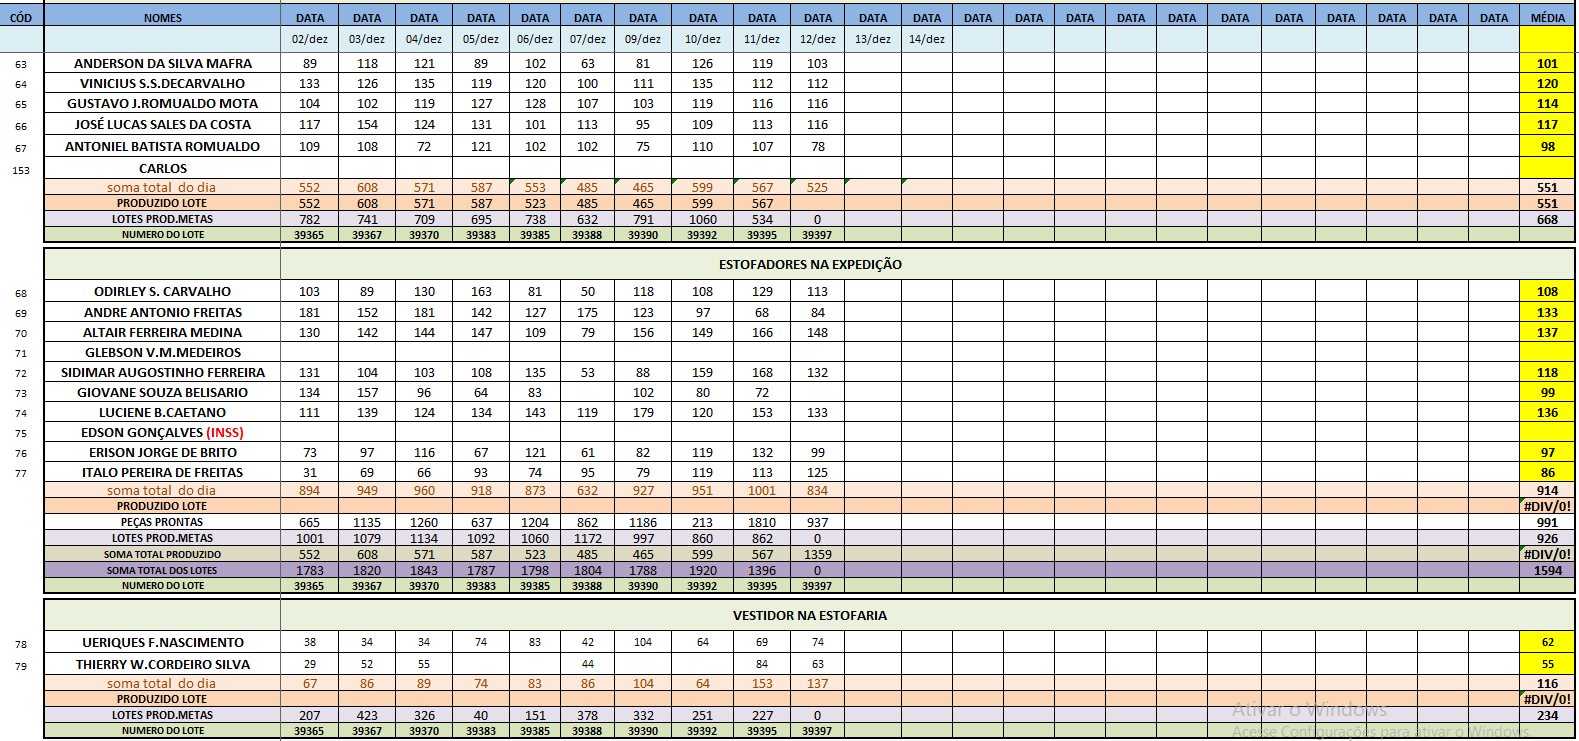 CÓD NOMES DATA DATA DATA DATA DATA DATA DATA DATA DATA DATA DATA DATA DATA DATA DATA DATA DATA DATA DATA DATA DATA DATA DATA MÉDIA
02/dez 03/dez 04/dez 05/dez 06/dez 07/dez 09/dez 10/dez 11/dez 12/dez 13/dez 14/dez
63 ANDERSON DA SILVA MAFRA 89 118 121 89 102 63 81 126 119 103 101
64 VINICIUS S.S.DECARVALHO 133 126 135 119 120 100 111 135 112 112 120
65 GUSTAVO J.ROMUALDO MOTA 104 102 119 127 128 107 103 119 116 116 114
66 JOSÉ LUCAS SALES DA COSTA 117 154 124 131 101 113 95 109 113 116 117
67 ANTONIEL BATISTA ROMUALDO 109 108 72 121 102 102 75 110 107 78 98
153 CARLOS
soma total do dia 552 608 571 587 553 485 465 599 567 525 551
PRODUZIDO LOTE 552 608 571 587 523 485 465 599 567 551
LOTES PROD.METAS 782 741 709 695 738 632 791 1060 534 0 668
NUMERO DO LOTE 39365 39367 39370 39383 39385 39388 39390 39392 39395 39397
ESTOFADORES NA EXPEDIÇÃO
68 ODIRLEY S. CARVALHO 103 89 130 163 81 50 118 108 129 113 108
69 ANDRE ANTONIO FREITAS 181 152 181 142 127 175 123 97 68 84 133
70 ALTAIR FERREIRA MEDINA 130 142 144 147 109 79 156 149 166 148 137
71 GLEBSON V.M.MEDEIROS
72 SIDIMAR AUGOSTINHO FERREIRA 131 104 103 108 135 53 88 159 168 132 118
73 GIOVANE SOUZA BELISARIO 134 157 96 64 83 102 80 72 99
74 LUCIENE B.CAETANO 111 139 124 134 143 119 179 120 153 133 136
75 EDSON GONÇALVES (INSS)
76 ERISON JORGE DE BRITO 73 97 116 67 121 61 82 119 132 99 97
77 ITALO PEREIRA DE FREITAS 31 69 66 93 74 95 79 119 113 125 86
soma total do dia 894 949 960 918 873 632 927 951 1001 834 914
PRODUZIDO LOTE #DIV/0!
PEÇAS PRONTAS 665 1135 1260 637 1204 862 1186 213 1810 937 991
LOTES PROD.METAS 1001 1079 1134 1092 1060 1172 997 860 862 0 926
SOMA TOTAL PRODUZIDO 552 608 571 587 523 485 465 599 567 1359 #DIV/0!
SOMA TOTAL DOS LOTES 1783 1820 1843 1787 1798 1804 1788 1920 1396 0 1594
NUMERO DO LOTE 39365 39367 39370 39383 39385 39388 39390 39392 39395 39397
VESTIDOR NA ESTOFARIA
78 UERIQUES F.NASCIMENTO 38 34 34 74 83 42 104 64 69 74 62
79 THIERRY W.CORDEIRO SILVA 29 52 55 44 84 63 55
soma total do dia 67 86 89 74 83 86 104 64 153 137 116
PRODUZIDO LOTE #DIV/0!
LOTES PROD.METAS 207 423 326 40 151 378 332 251 227 0 234
NUMERO DO LOTE 39365 39367 39370 39383 39385 39388 39390 39392 39395 39397
Ativar o Windows
Acesse Configurações para ativar o Windows.